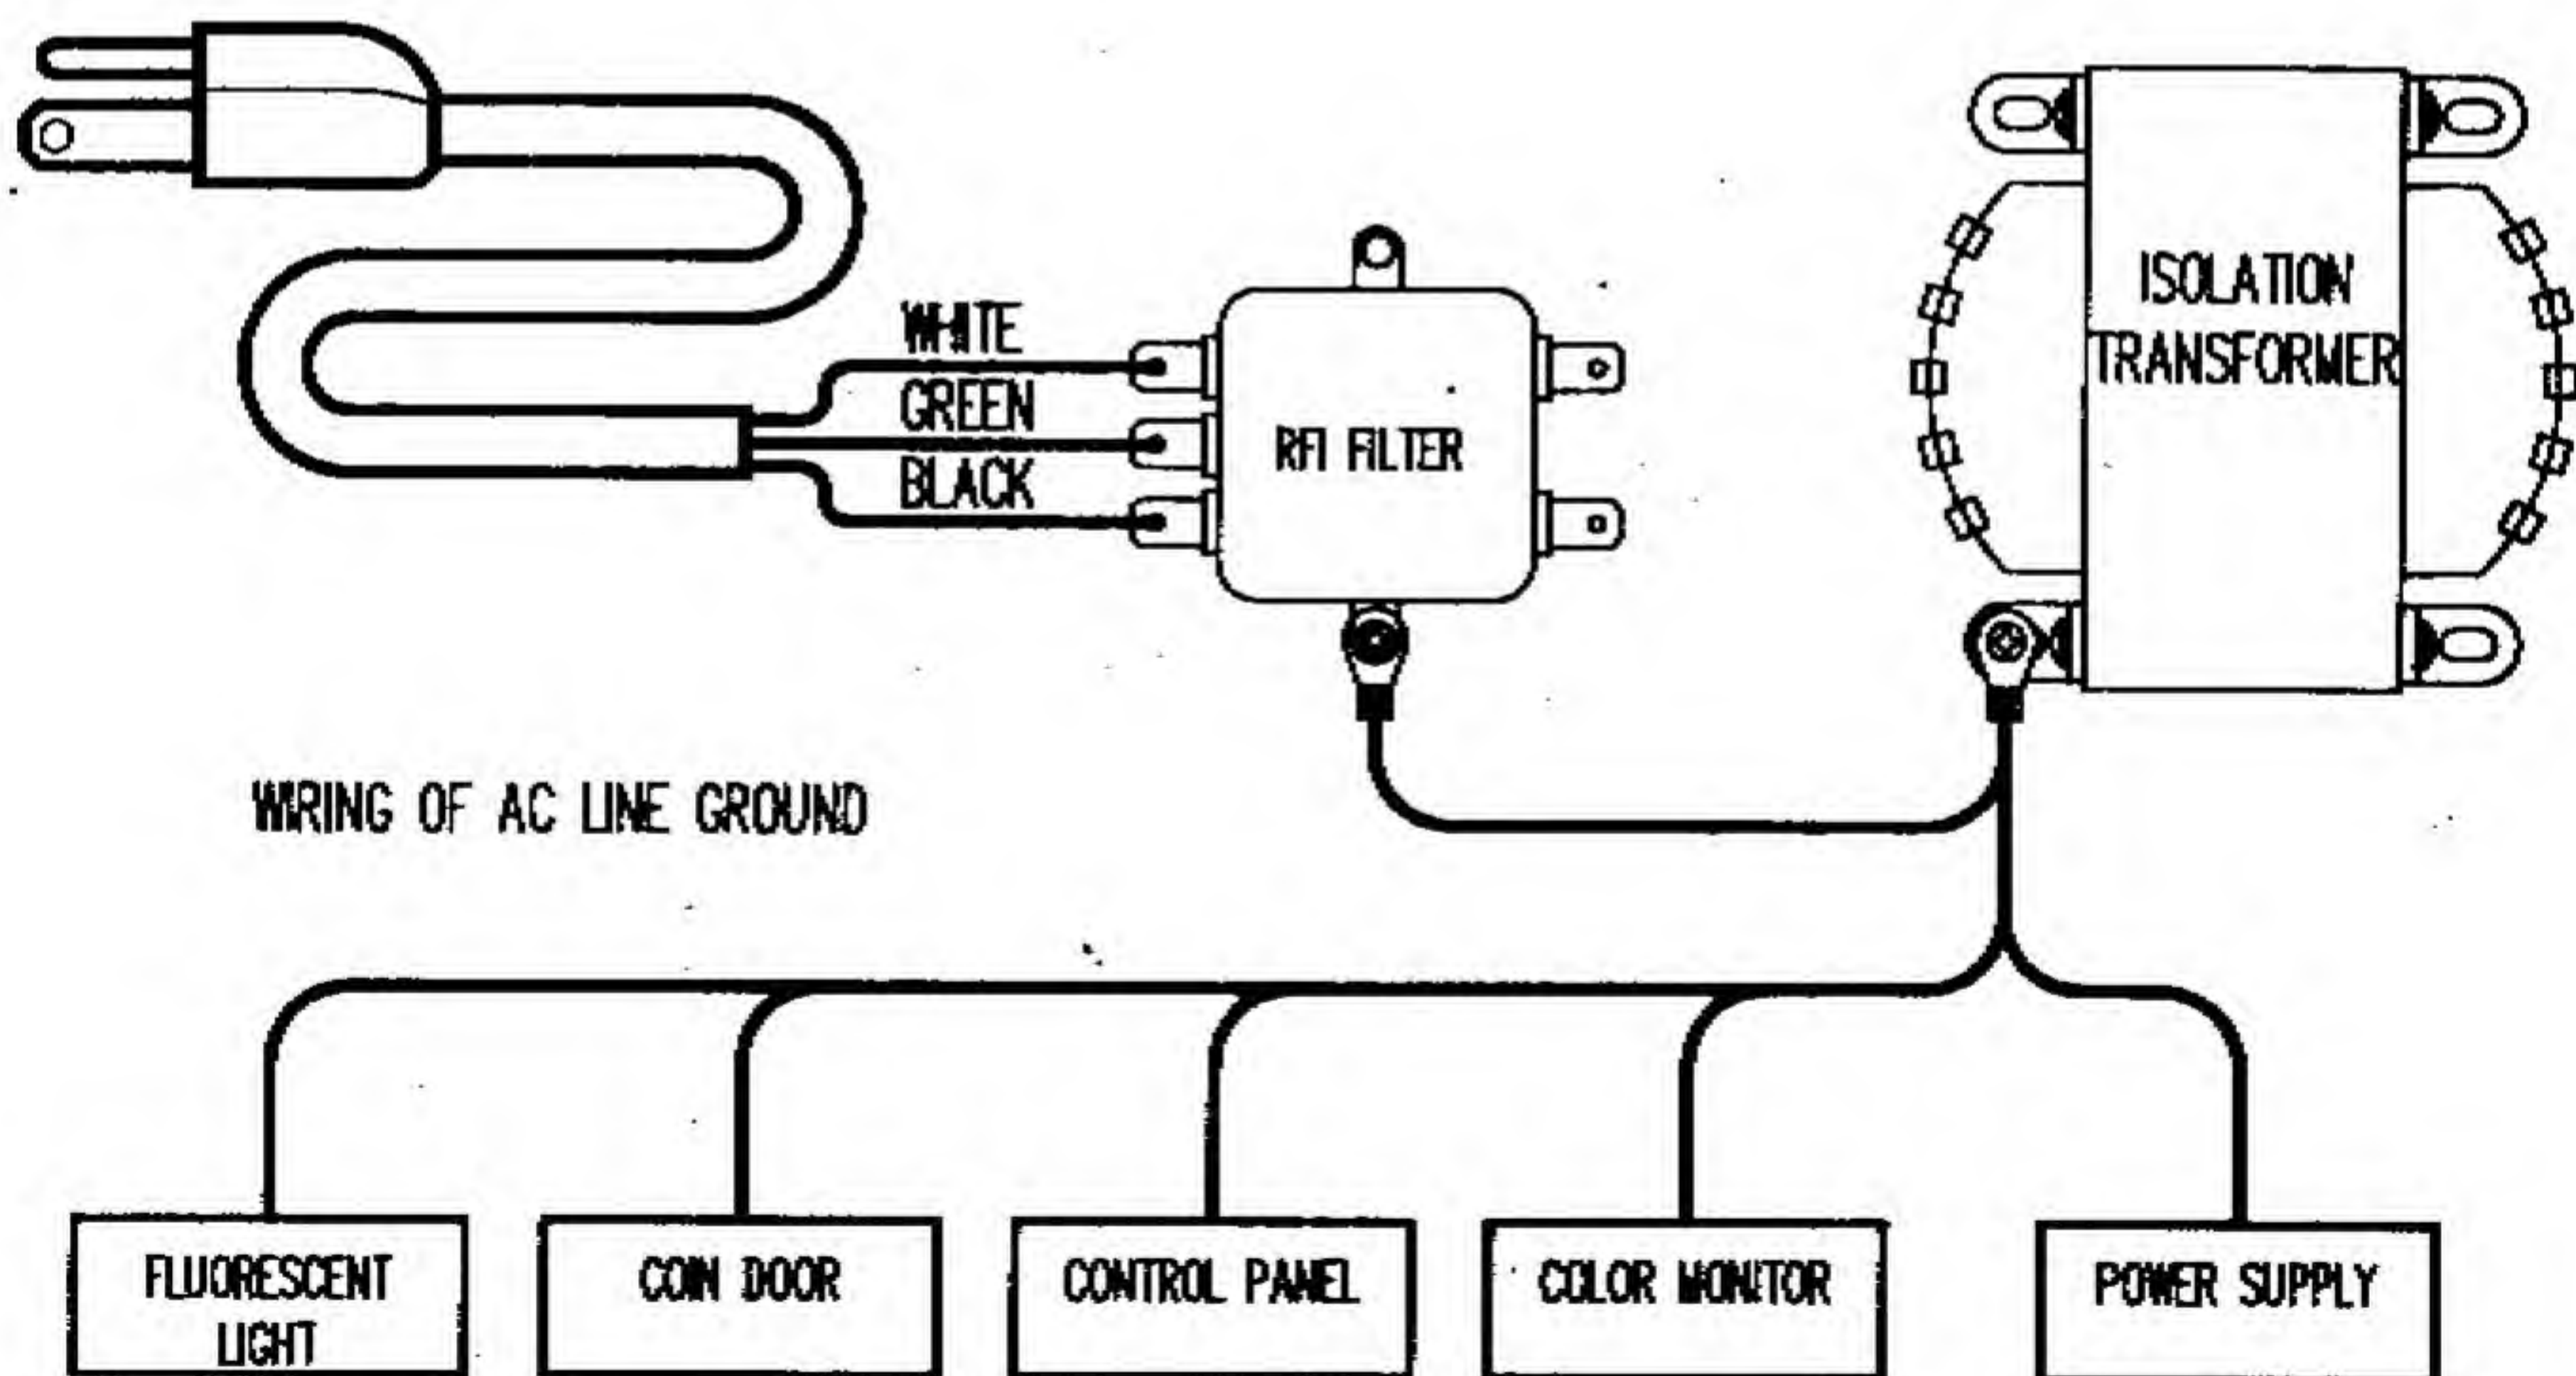 WHITE
GREEN
BLACK
RFI FILTER
ISOLATION
TRANSFORMER
WIRING OF AC LINE GROUND
FLUORESCENT
LIGHT
COIN DOOR
CONTROL PANEL
COLOR MONITOR
POWER SUPPLY